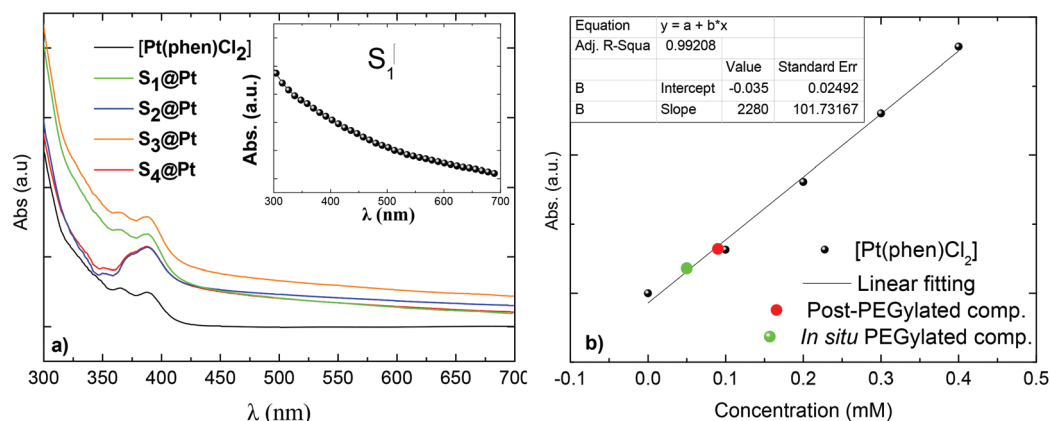 [Pt(phen)Cl2]
S1@Pt
S2@Pt
S3@Pt
S4@Pt
Abs (a.u)
300 350 400 450 500 550 600 650 700
λ (nm)
a)
S1
Abs. (a.u.)
300 400 500 600 700
λ (nm)
Equation y = a + b*x
Adj. R-Squa 0.99208
Value Standard Err
B Intercept -0.035 0.02492
B Slope 2280 101.73167
Abs. (a.u.)
[Pt(phen)Cl2]
Linear fitting
Post-PEGylated comp.
In situ PEGylated comp.
b)
-0.1 0.0 0.1 0.2 0.3 0.4 0.5
Concentration (mM)